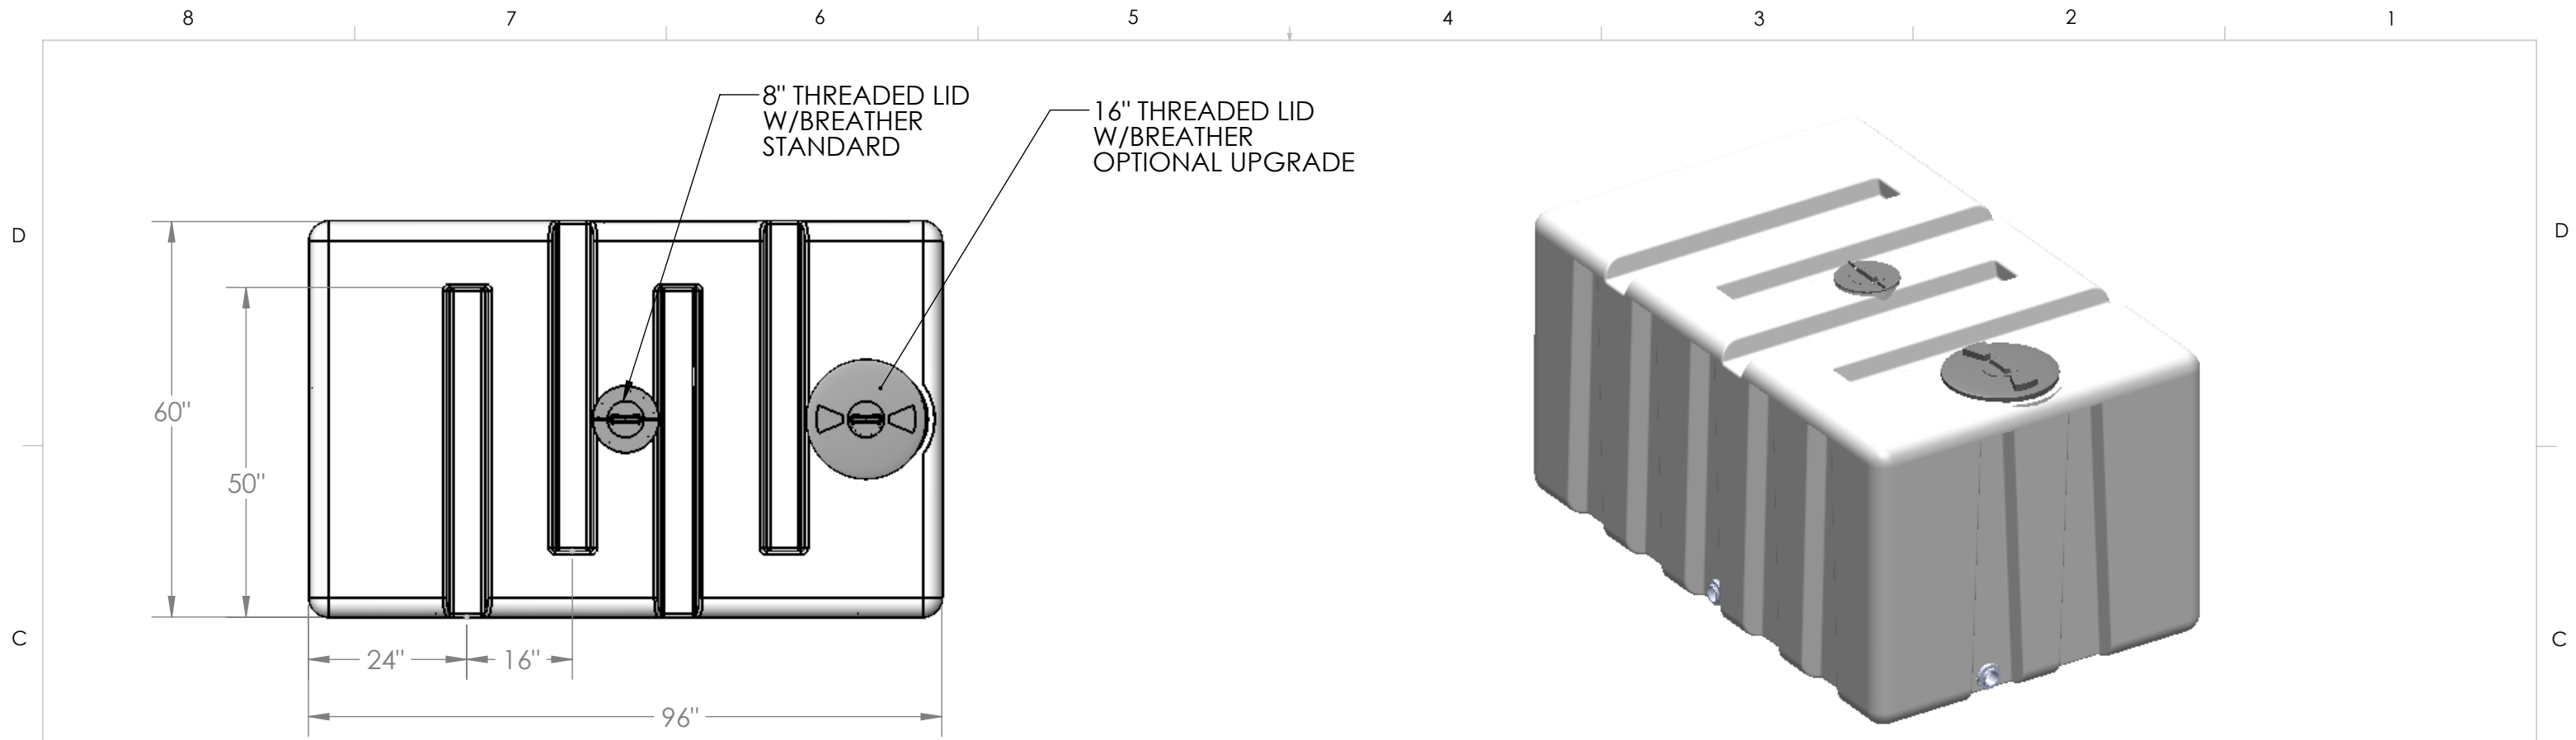 8 7 6 5 4 3 2 1
8" THREADED LID
W/BREATHER
STANDARD
16" THREADED LID
W/BREATHER
OPTIONAL UPGRADE
D D
60"
50"
C C
24" 16"
96"